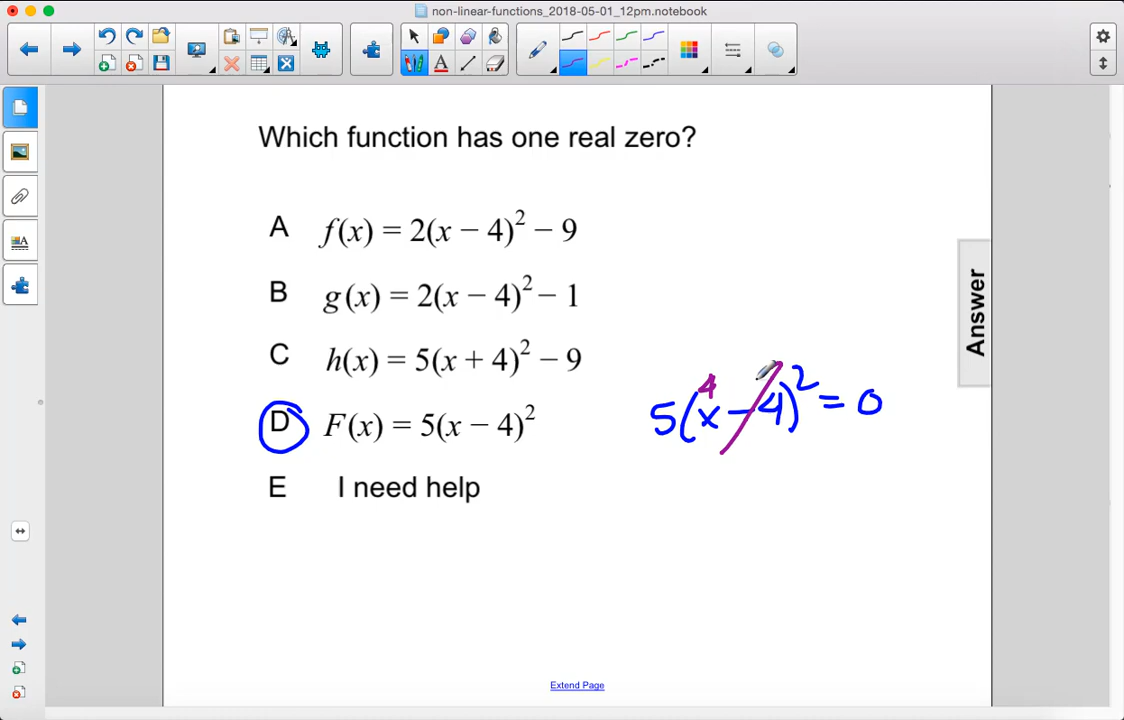 non-linear-functions_2018-05-01_12pm.notebook
Which function has one real zero?
A f(x) = 2(x − 4)² − 9
B g(x) = 2(x − 4)² − 1
C h(x) = 5(x + 4)² − 9
D F(x) = 5(x − 4)²
E I need help
4
5(x − 4)² = 0
Answer
Extend Page